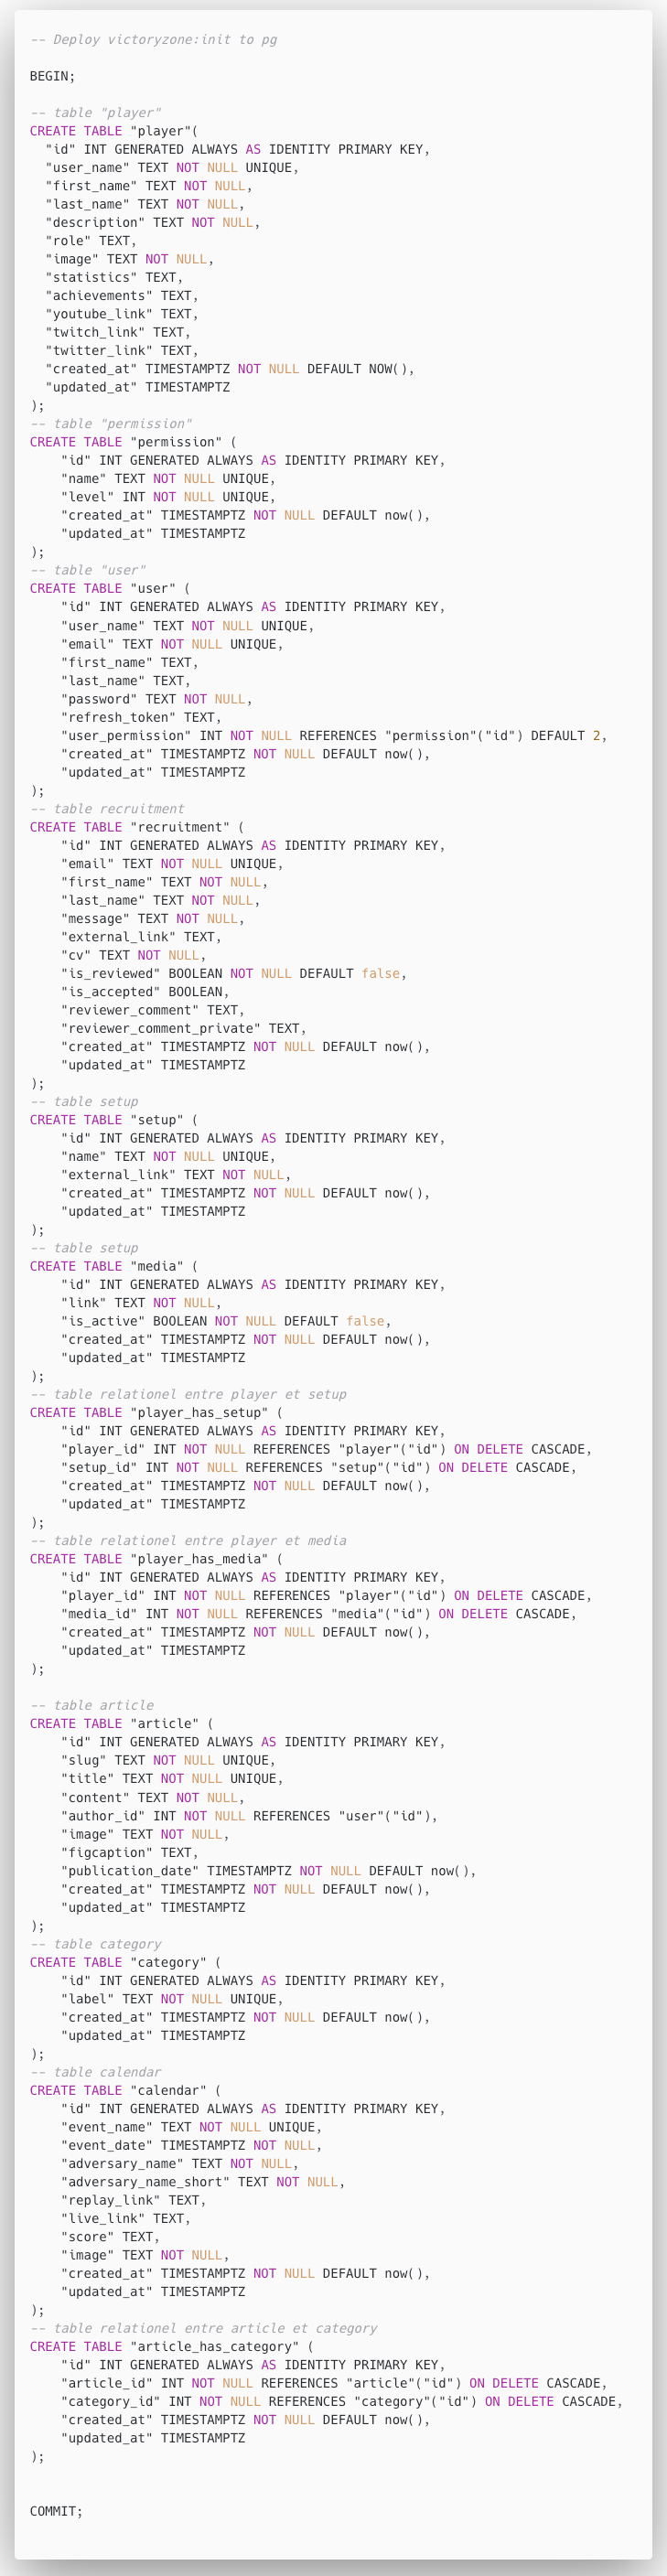 -- Deploy victoryzone:init to pg
BEGIN;
-- table "player"
CREATE TABLE "player"(
"id" INT GENERATED ALWAYS AS IDENTITY PRIMARY KEY,
"user_name" TEXT NOT NULL UNIQUE,
"first_name" TEXT NOT NULL,
"last_name" TEXT NOT NULL,
"description" TEXT NOT NULL,
"role" TEXT,
"image" TEXT NOT NULL,
"statistics" TEXT,
"achievements" TEXT,
"youtube_link" TEXT,
"twitch_link" TEXT,
"twitter_link" TEXT,
"created_at" TIMESTAMPTZ NOT NULL DEFAULT NOW(),
"updated_at" TIMESTAMPTZ
);
-- table "permission"
CREATE TABLE "permission" (
"id" INT GENERATED ALWAYS AS IDENTITY PRIMARY KEY,
"name" TEXT NOT NULL UNIQUE,
"level" INT NOT NULL UNIQUE,
"created_at" TIMESTAMPTZ NOT NULL DEFAULT now(),
"updated_at" TIMESTAMPTZ
);
-- table "user"
CREATE TABLE "user" (
"id" INT GENERATED ALWAYS AS IDENTITY PRIMARY KEY,
"user_name" TEXT NOT NULL UNIQUE,
"email" TEXT NOT NULL UNIQUE,
"first_name" TEXT,
"last_name" TEXT,
"password" TEXT NOT NULL,
"refresh_token" TEXT,
"user_permission" INT NOT NULL REFERENCES "permission"("id") DEFAULT 2,
"created_at" TIMESTAMPTZ NOT NULL DEFAULT now(),
"updated_at" TIMESTAMPTZ
);
-- table recruitment
CREATE TABLE "recruitment" (
"id" INT GENERATED ALWAYS AS IDENTITY PRIMARY KEY,
"email" TEXT NOT NULL UNIQUE,
"first_name" TEXT NOT NULL,
"last_name" TEXT NOT NULL,
"message" TEXT NOT NULL,
"external_link" TEXT,
"cv" TEXT NOT NULL,
"is_reviewed" BOOLEAN NOT NULL DEFAULT false,
"is_accepted" BOOLEAN,
"reviewer_comment" TEXT,
"reviewer_comment_private" TEXT,
"created_at" TIMESTAMPTZ NOT NULL DEFAULT now(),
"updated_at" TIMESTAMPTZ
);
-- table setup
CREATE TABLE "setup" (
"id" INT GENERATED ALWAYS AS IDENTITY PRIMARY KEY,
"name" TEXT NOT NULL UNIQUE,
"external_link" TEXT NOT NULL,
"created_at" TIMESTAMPTZ NOT NULL DEFAULT now(),
"updated_at" TIMESTAMPTZ
);
-- table setup
CREATE TABLE "media" (
"id" INT GENERATED ALWAYS AS IDENTITY PRIMARY KEY,
"link" TEXT NOT NULL,
"is_active" BOOLEAN NOT NULL DEFAULT false,
"created_at" TIMESTAMPTZ NOT NULL DEFAULT now(),
"updated_at" TIMESTAMPTZ
);
-- table relationel entre player et setup
CREATE TABLE "player_has_setup" (
"id" INT GENERATED ALWAYS AS IDENTITY PRIMARY KEY,
"player_id" INT NOT NULL REFERENCES "player"("id") ON DELETE CASCADE,
"setup_id" INT NOT NULL REFERENCES "setup"("id") ON DELETE CASCADE,
"created_at" TIMESTAMPTZ NOT NULL DEFAULT now(),
"updated_at" TIMESTAMPTZ
);
-- table relationel entre player et media
CREATE TABLE "player_has_media" (
"id" INT GENERATED ALWAYS AS IDENTITY PRIMARY KEY,
"player_id" INT NOT NULL REFERENCES "player"("id") ON DELETE CASCADE,
"media_id" INT NOT NULL REFERENCES "media"("id") ON DELETE CASCADE,
"created_at" TIMESTAMPTZ NOT NULL DEFAULT now(),
"updated_at" TIMESTAMPTZ
);
-- table article
CREATE TABLE "article" (
"id" INT GENERATED ALWAYS AS IDENTITY PRIMARY KEY,
"slug" TEXT NOT NULL UNIQUE,
"title" TEXT NOT NULL UNIQUE,
"content" TEXT NOT NULL,
"author_id" INT NOT NULL REFERENCES "user"("id"),
"image" TEXT NOT NULL,
"figcaption" TEXT,
"publication_date" TIMESTAMPTZ NOT NULL DEFAULT now(),
"created_at" TIMESTAMPTZ NOT NULL DEFAULT now(),
"updated_at" TIMESTAMPTZ
);
-- table category
CREATE TABLE "category" (
"id" INT GENERATED ALWAYS AS IDENTITY PRIMARY KEY,
"label" TEXT NOT NULL UNIQUE,
"created_at" TIMESTAMPTZ NOT NULL DEFAULT now(),
"updated_at" TIMESTAMPTZ
);
-- table calendar
CREATE TABLE "calendar" (
"id" INT GENERATED ALWAYS AS IDENTITY PRIMARY KEY,
"event_name" TEXT NOT NULL UNIQUE,
"event_date" TIMESTAMPTZ NOT NULL,
"adversary_name" TEXT NOT NULL,
"adversary_name_short" TEXT NOT NULL,
"replay_link" TEXT,
"live_link" TEXT,
"score" TEXT,
"image" TEXT NOT NULL,
"created_at" TIMESTAMPTZ NOT NULL DEFAULT now(),
"updated_at" TIMESTAMPTZ
);
-- table relationel entre article et category
CREATE TABLE "article_has_category" (
"id" INT GENERATED ALWAYS AS IDENTITY PRIMARY KEY,
"article_id" INT NOT NULL REFERENCES "article"("id") ON DELETE CASCADE,
"category_id" INT NOT NULL REFERENCES "category"("id") ON DELETE CASCADE,
"created_at" TIMESTAMPTZ NOT NULL DEFAULT now(),
"updated_at" TIMESTAMPTZ
);
COMMIT;